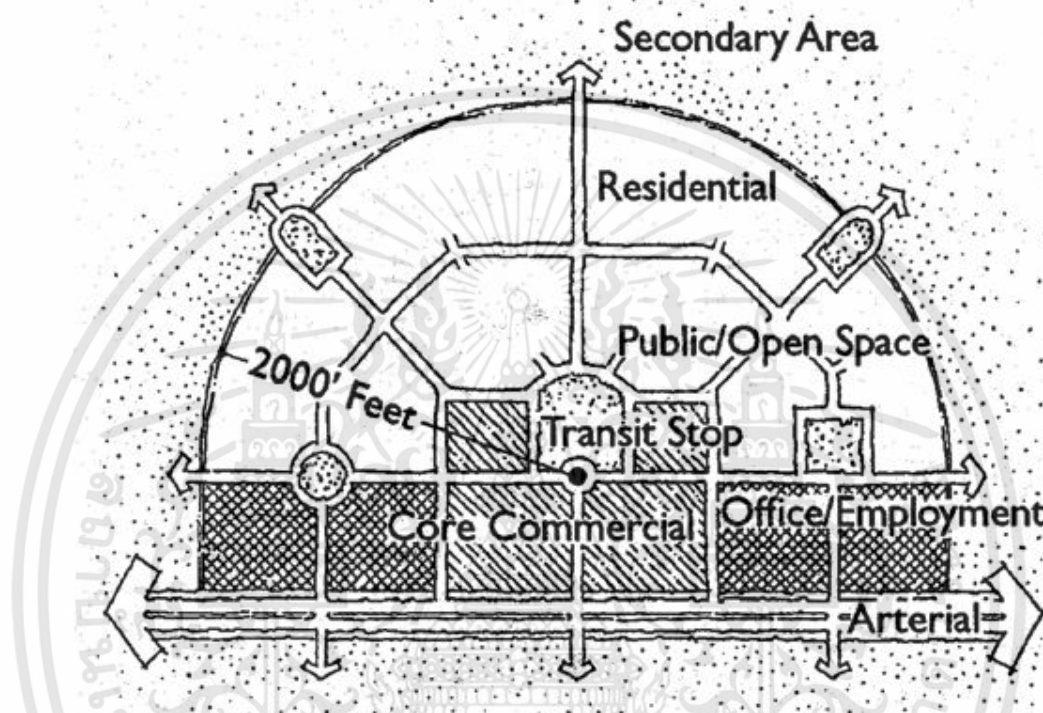 Secondary Area
Residential
Public/Open Space
2000' Feet
Transit Stop
Core Commercial
Office/Employment
Arterial